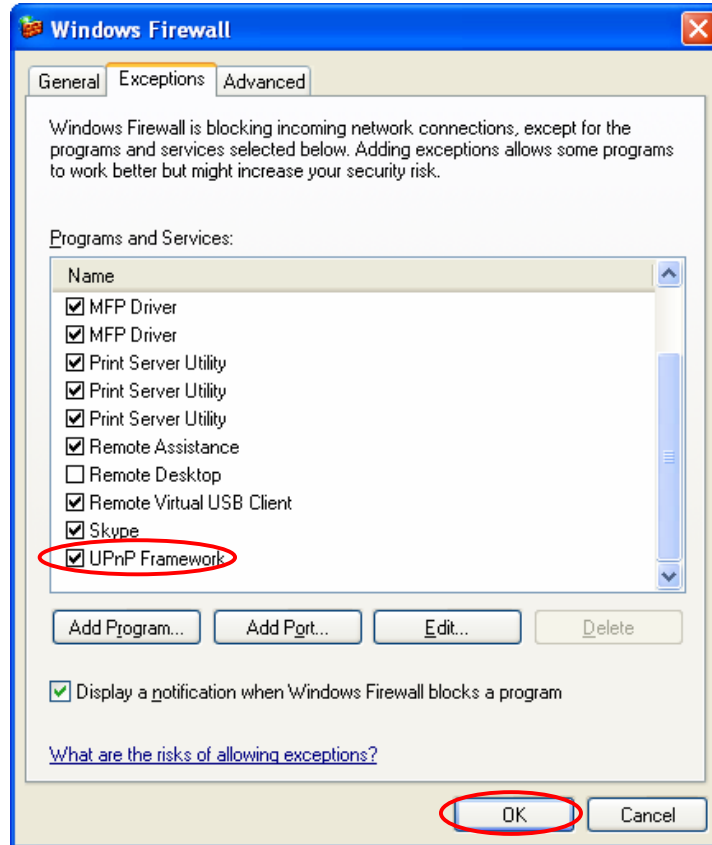 Windows Firewall
General Exceptions Advanced
Windows Firewall is blocking incoming network connections, except for the
programs and services selected below. Adding exceptions allows some programs
to work better but might increase your security risk.
Programs and Services:
Name
MFP Driver
MFP Driver
Print Server Utility
Print Server Utility
Print Server Utility
Remote Assistance
Remote Desktop
Remote Virtual USB Client
Skype
UPnP Framework
Add Program... Add Port... Edit... Delete
Display a notification when Windows Firewall blocks a program
What are the risks of allowing exceptions?
OK Cancel